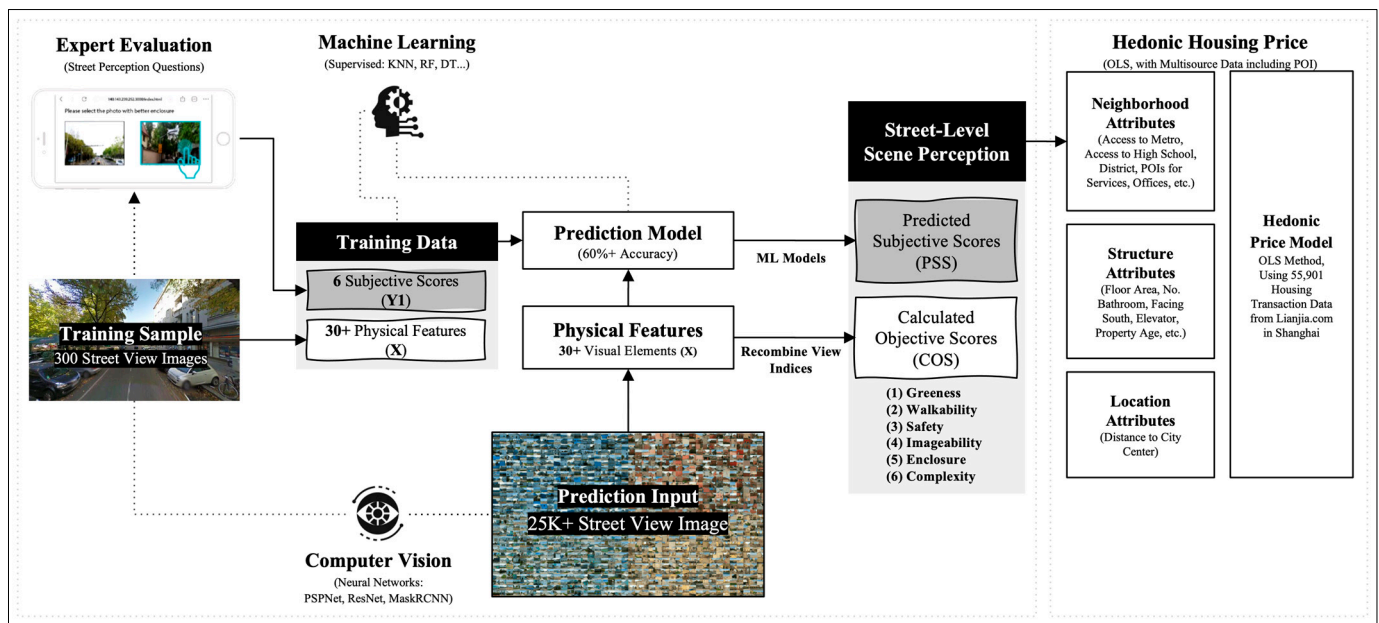 Expert Evaluation
(Street Perception Questions)
Please select the photo with better enclosure
Machine Learning
(Supervised: KNN, RF, DT...)
Training Sample
300 Street View Images
Training Data
6 Subjective Scores
(Y1)
30+ Physical Features
(X)
Prediction Model
(60%+ Accuracy)
Physical Features
30+ Visual Elements (X)
Prediction Input
25K+ Street View Image
Computer Vision
(Neural Networks:
PSPNet, ResNet, MaskRCNN)
ML Models
Recombine View
Indices
Street-Level
Scene Perception
Predicted
Subjective Scores
(PSS)
Calculated
Objective Scores
(COS)
(1) Greeness
(2) Walkability
(3) Safety
(4) Imageability
(5) Enclosure
(6) Complexity
Hedonic Housing Price
(OLS, with Multisource Data including POI)
Neighborhood
Attributes
(Access to Metro,
Access to High School,
District, POIs for
Services, Offices, etc.)
Structure
Attributes
(Floor Area, No.
Bathroom, Facing
South, Elevator,
Property Age, etc.)
Location
Attributes
(Distance to City
Center)
Hedonic
Price Model
OLS Method,
Using 55,901
Housing
Transaction Data
from Lianjia.com
in Shanghai